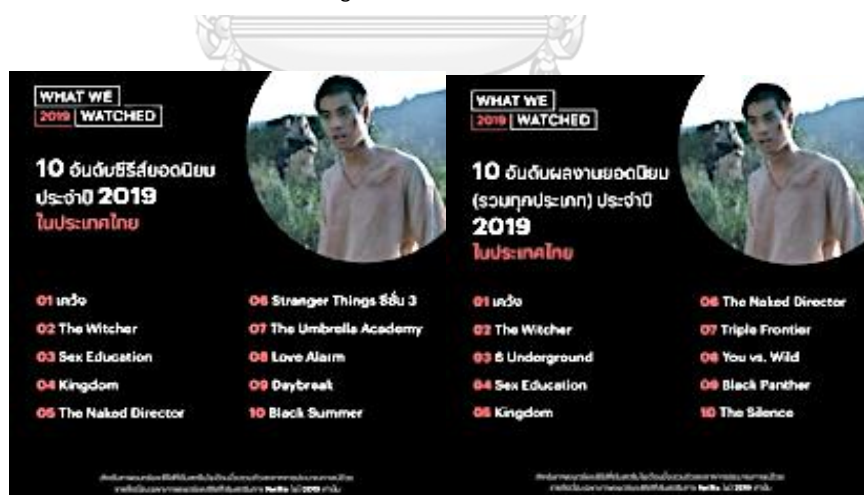 WHAT WE
2019 WATCHED
10 อันดับซีรีส์ยอดนิยม
ประจำปี 2019
ในประเทศไทย
01 เคว้ง
02 The Witcher
03 Sex Education
04 Kingdom
05 The Naked Director
06 Stranger Things ซีซั่น 3
07 The Umbrella Academy
08 Love Alarm
09 Daybreak
10 Black Summer
WHAT WE
2019 WATCHED
10 อันดับผลงานยอดนิยม
(รวมทุกประเภท) ประจำปี
2019
ในประเทศไทย
01 เคว้ง
02 The Witcher
03 6 Underground
04 Sex Education
05 Kingdom
06 The Naked Director
07 Triple Frontier
08 You vs. Wild
09 Black Panther
10 The Silence